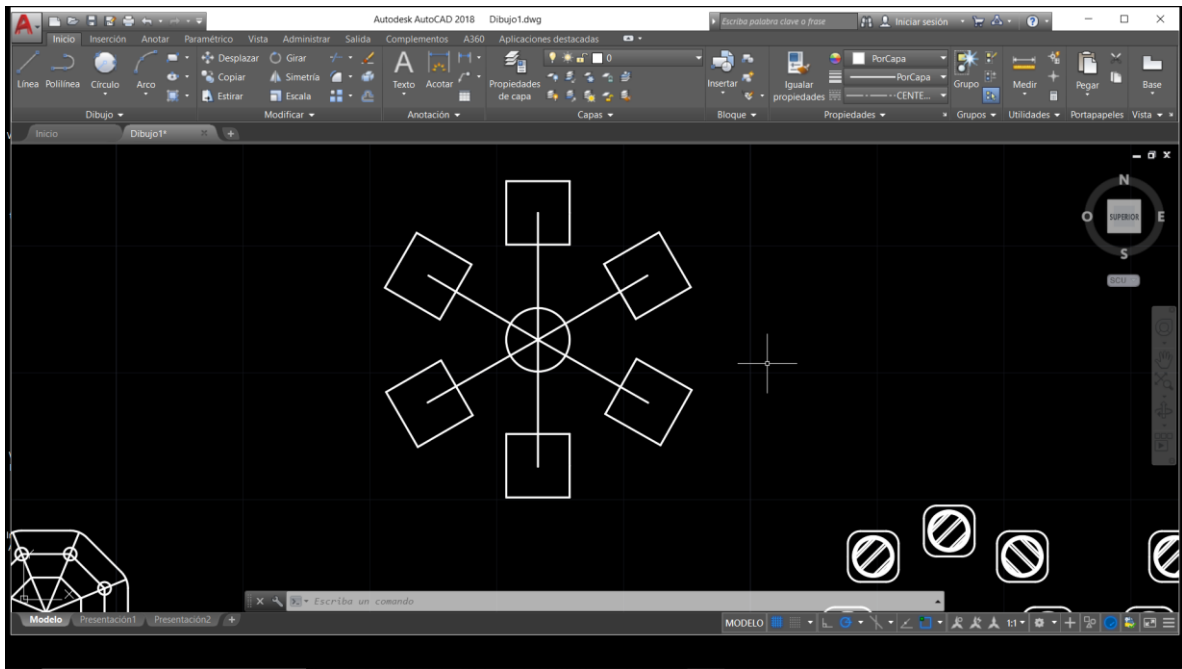 Autodesk AutoCAD 2018 Dibujo1.dwg
Escriba palabra clave o frase
Iniciar sesión
Inicio Inserción Anotar Paramétrico Vista Administrar Salida Complementos A360 Aplicaciones destacadas
Línea Polilínea Círculo Arco
Desplazar Girar
Copiar Simetría
Estirar Escala
Texto Acotar
Propiedades de capa
0
Insertar
Igualar propiedades
PorCapa
PorCapa
CENTE...
Grupo
Medir
Pegar
Base
Dibujo Modificar Anotación Capas Bloque Propiedades Grupos Utilidades Portapapeles Vista
Inicio Dibujo1* +
N
O SUPERIOR E
S
SCU
Y
X
Escriba un comando
Modelo Presentación1 Presentación2 +
MODELO 1:1